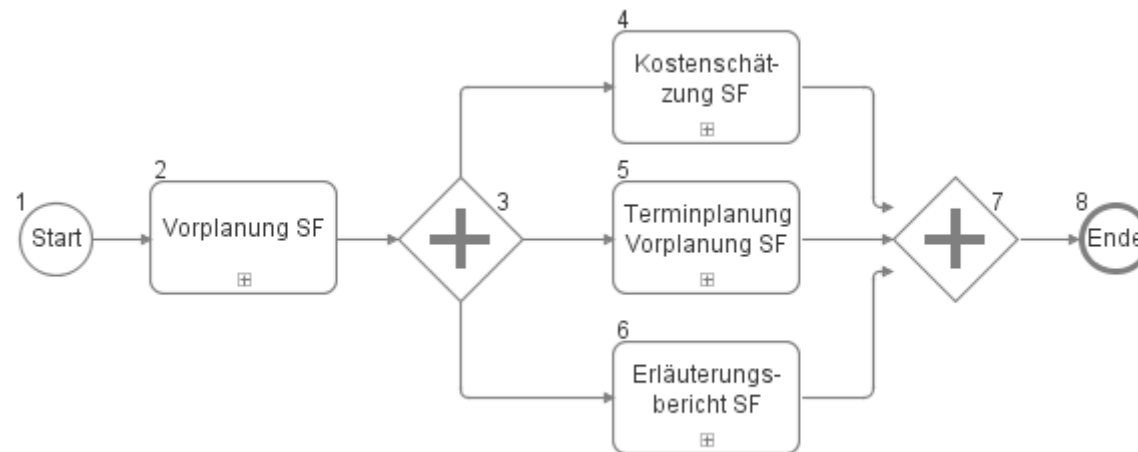 4
Kostenschät-
zung SF
1
Start
2
Vorplanung SF
3
5
Terminplanung
Vorplanung SF
7
8
Ende
6
Erläuterungs-
bericht SF